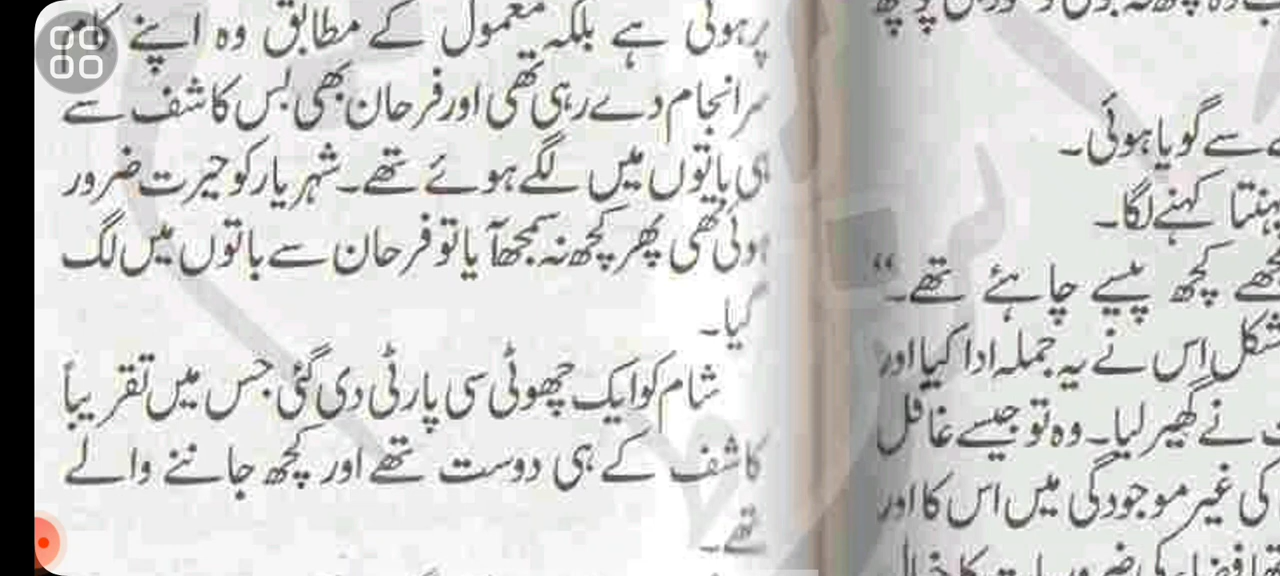 پرہوئی ہے بلکہ معمول کے مطابق وہ اپنے کام
سرانجام دے رہی تھی اور فرحان بھی بس کاشف سے
ہی باتوں میں لگے ہوئے تھے۔ شہریار کو حیرت ضرور
ہوئی تھی پھر کچھ نہ سمجھ آیا تو فرحان سے باتوں میں لگ
گیا۔
شام کو ایک چھوٹی سی پارٹی دی گئی جس میں تقریباً
کاشف کے ہی دوست تھے اور کچھ جاننے والے
تھے۔
سے گویا ہوئی۔
کہنے لگا۔
کچھ پیسے چاہئے تھے۔“
اس نے یہ جملہ ادا کیا اور
نے گھیر لیا۔ وہ تو جیسے غافل
کی غیر موجودگی میں اس کا اور